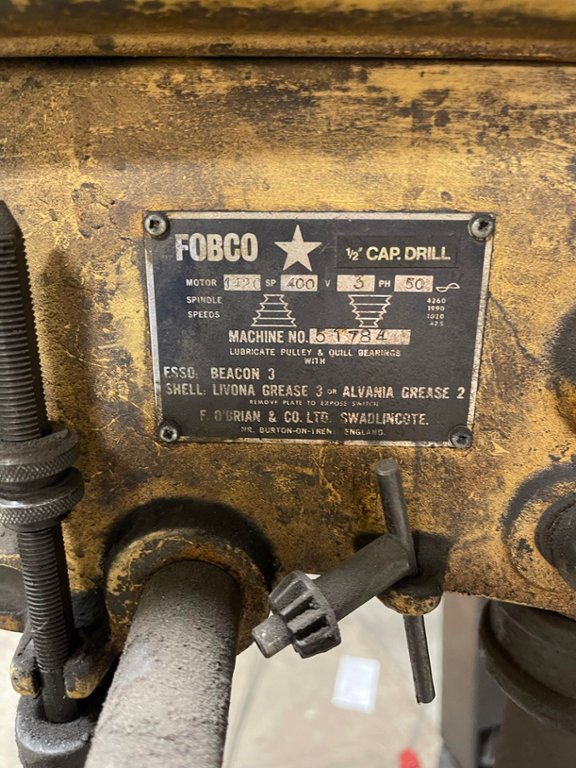 FOBCO ½" CAP. DRILL
MOTOR 1420 SP 400 V 3 PH 50
SPINDLE SPEEDS
4260
1990
1020
425
MACHINE NO. 51784
LUBRICATE PULLEY & QUILL BEARINGS
WITH
ESSO: BEACON 3
SHELL: LIVONA GREASE 3 OR ALVANIA GREASE 2
REMOVE PLATE TO EXPOSE SWITCH
F. O'BRIAN & CO. LTD. SWADLINCOTE.
NR. BURTON-ON-TRENT, ENGLAND.